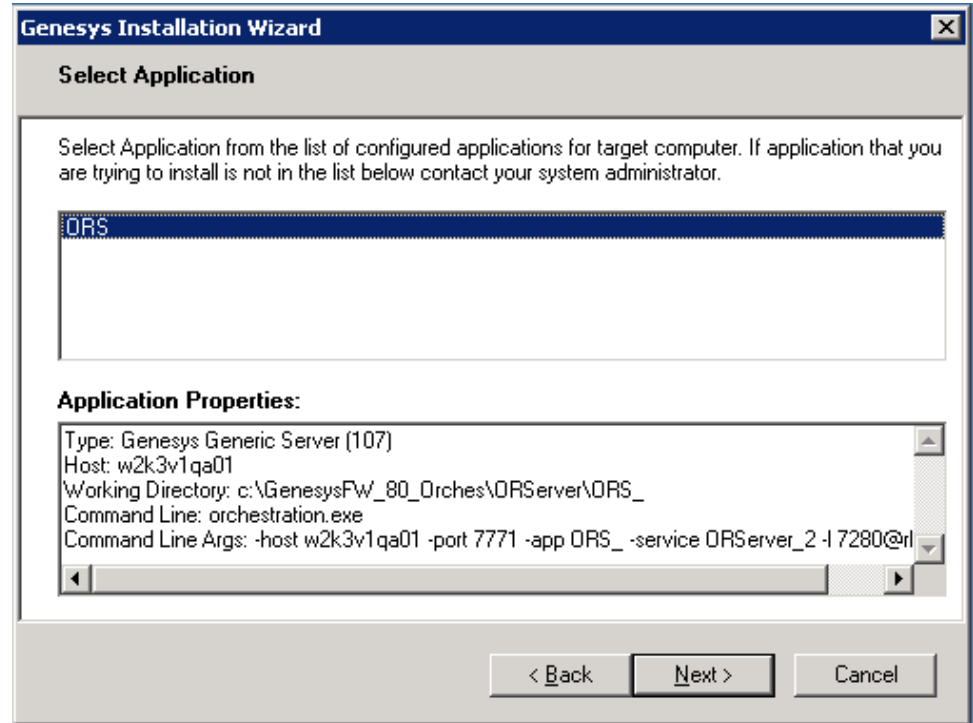 Genesys Installation Wizard
Select Application
Select Application from the list of configured applications for target computer. If application that you
are trying to install is not in the list below contact your system administrator.
ORS
Application Properties:
Type: Genesys Generic Server (107)
Host: w2k3v1qa01
Working Directory: c:\GenesysFW_80_Orches\ORServer\ORS_
Command Line: orchestration.exe
Command Line Args: -host w2k3v1qa01 -port 7771 -app ORS_ -service ORServer_2 -l 7280@rl
< Back
Next >
Cancel